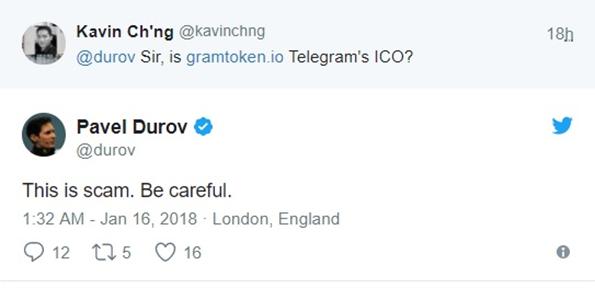 Kavin Ch'ng @kavinchng 18h
@durov Sir, is gramtoken.io Telegram's ICO?
Pavel Durov
@durov
This is scam. Be careful.
1:32 AM - Jan 16, 2018 · London, England
12 5 16